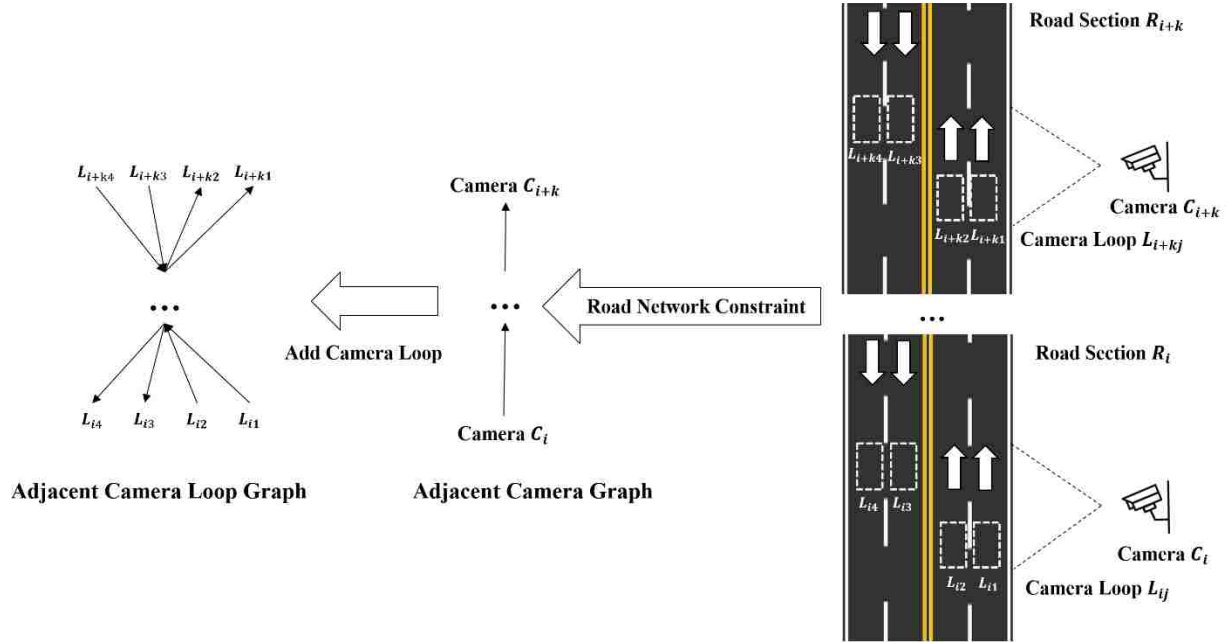 L_{i+k4} L_{i+k3} L_{i+k2} L_{i+k1}
...
L_{i4} L_{i3} L_{i2} L_{i1}
Adjacent Camera Loop Graph
Add Camera Loop
Camera C_{i+k}
...
Camera C_i
Adjacent Camera Graph
Road Network Constraint
Road Section R_{i+k}
L_{i+k4} L_{i+k3}
L_{i+k2} L_{i+k1}
Camera C_{i+k}
Camera Loop L_{i+kj}
...
Road Section R_i
L_{i4} L_{i3}
L_{i2} L_{i1}
Camera C_i
Camera Loop L_{ij}